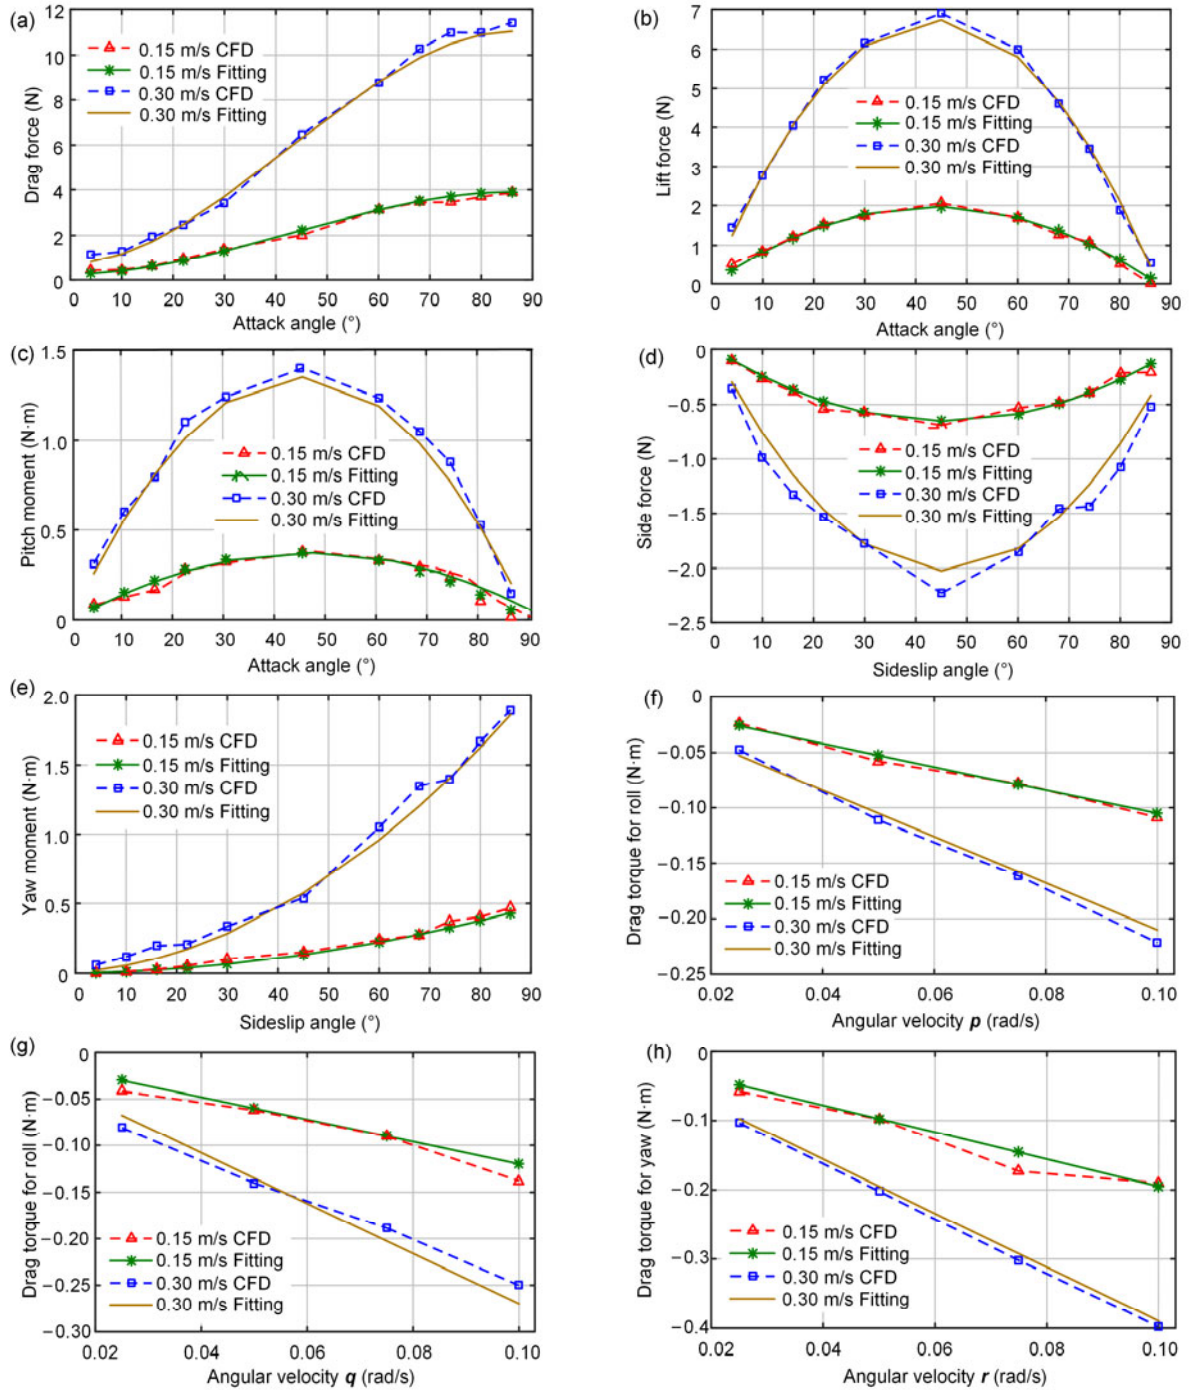 (a)
12
10
8
6
4
2
0
Drag force (N)
0.15 m/s CFD
0.15 m/s Fitting
0.30 m/s CFD
0.30 m/s Fitting
0 10 20 30 40 50 60 70 80 90
Attack angle (°)
(b)
7
6
5
4
3
2
1
0
Lift force (N)
0.15 m/s CFD
0.15 m/s Fitting
0.30 m/s CFD
0.30 m/s Fitting
0 10 20 30 40 50 60 70 80 90
Attack angle (°)
(c)
1.5
1.0
0.5
0
Pitch moment (N·m)
0.15 m/s CFD
0.15 m/s Fitting
0.30 m/s CFD
0.30 m/s Fitting
0 10 20 30 40 50 60 70 80 90
Attack angle (°)
(d)
0
−0.5
−1.0
−1.5
−2.0
−2.5
Side force (N)
0.15 m/s CFD
0.15 m/s Fitting
0.30 m/s CFD
0.30 m/s Fitting
0 10 20 30 40 50 60 70 80 90
Sideslip angle (°)
(e)
2.0
1.5
1.0
0.5
0
Yaw moment (N·m)
0.15 m/s CFD
0.15 m/s Fitting
0.30 m/s CFD
0.30 m/s Fitting
0 10 20 30 40 50 60 70 80 90
Sideslip angle (°)
(f)
0
−0.05
−0.10
−0.15
−0.20
−0.25
Drag torque for roll (N·m)
0.15 m/s CFD
0.15 m/s Fitting
0.30 m/s CFD
0.30 m/s Fitting
0.02 0.04 0.06 0.08 0.10
Angular velocity p (rad/s)
(g)
0
−0.05
−0.10
−0.15
−0.20
−0.25
−0.30
Drag torque for roll (N·m)
0.15 m/s CFD
0.15 m/s Fitting
0.30 m/s CFD
0.30 m/s Fitting
0.02 0.04 0.06 0.08 0.10
Angular velocity q (rad/s)
(h)
0
−0.1
−0.2
−0.3
−0.4
Drag torque for yaw (N·m)
0.15 m/s CFD
0.15 m/s Fitting
0.30 m/s CFD
0.30 m/s Fitting
0.02 0.04 0.06 0.08 0.10
Angular velocity r (rad/s)